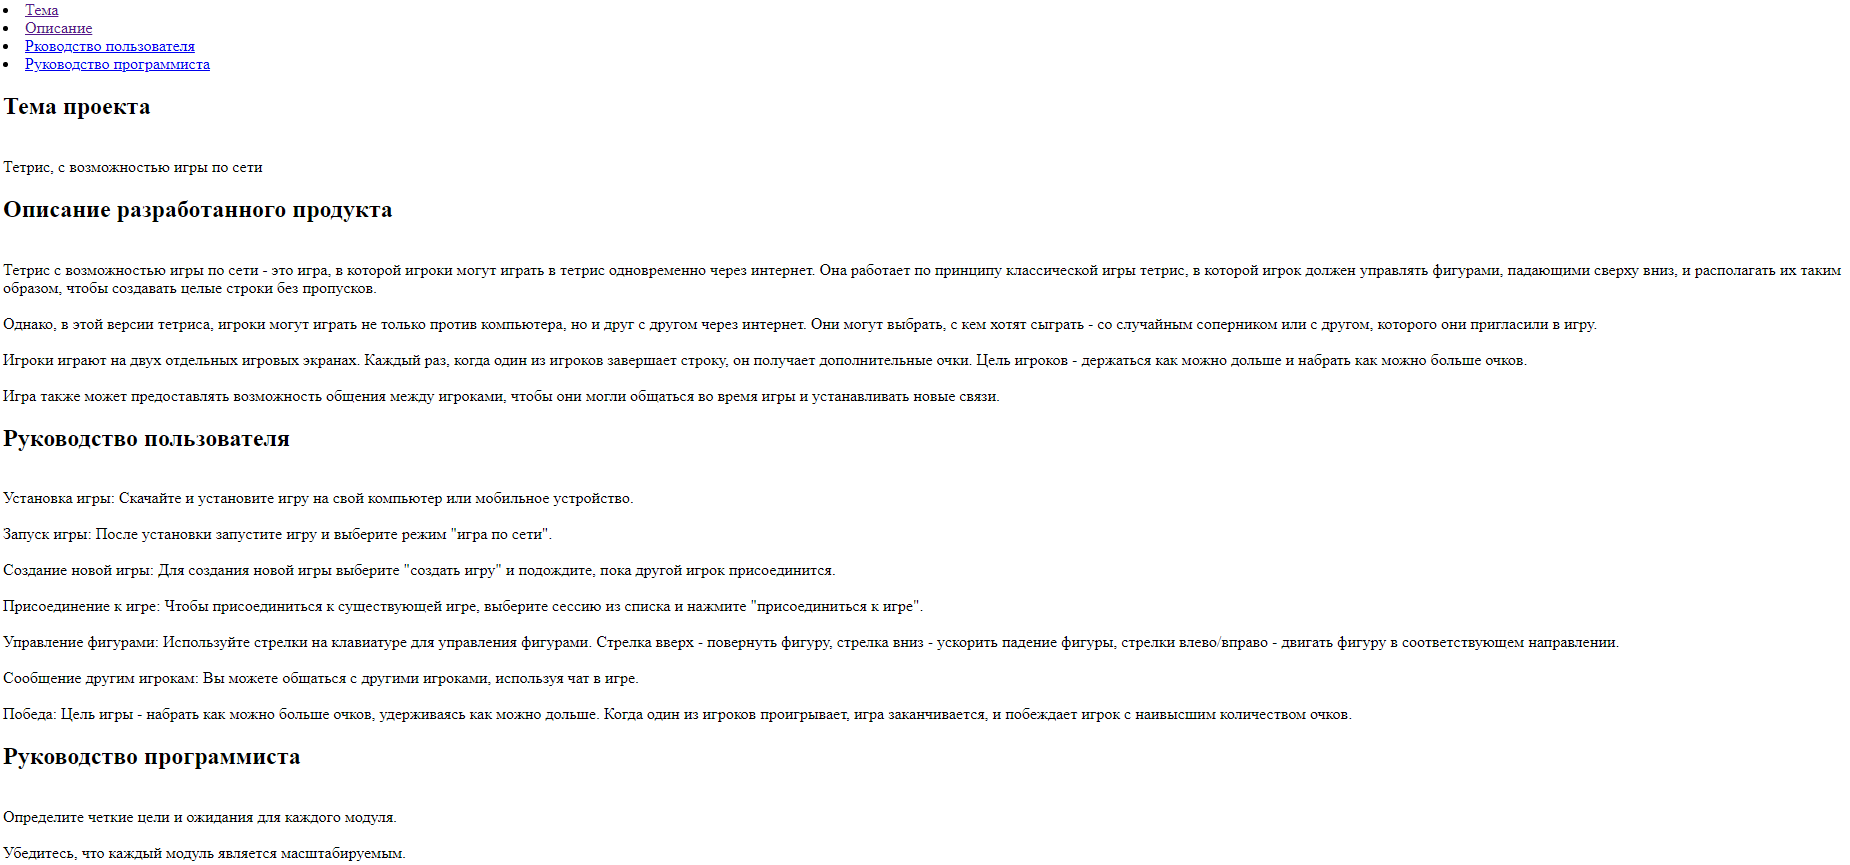 Тема
Описание
Рководство пользователя
Руководство программиста
Тема проекта
Тетрис, с возможностью игры по сети
Описание разработанного продукта
Тетрис с возможностью игры по сети - это игра, в которой игроки могут играть в тетрис одновременно через интернет. Она работает по принципу классической игры тетрис, в которой игрок должен управлять фигурами, падающими сверху вниз, и располагать их таким
образом, чтобы создавать целые строки без пропусков.
Однако, в этой версии тетриса, игроки могут играть не только против компьютера, но и друг с другом через интернет. Они могут выбрать, с кем хотят сыграть - со случайным соперником или с другом, которого они пригласили в игру.
Игроки играют на двух отдельных игровых экранах. Каждый раз, когда один из игроков завершает строку, он получает дополнительные очки. Цель игроков - держаться как можно дольше и набрать как можно больше очков.
Игра также может предоставлять возможность общения между игроками, чтобы они могли общаться во время игры и устанавливать новые связи.
Руководство пользователя
Установка игры: Скачайте и установите игру на свой компьютер или мобильное устройство.
Запуск игры: После установки запустите игру и выберите режим "игра по сети".
Создание новой игры: Для создания новой игры выберите "создать игру" и подождите, пока другой игрок присоединится.
Присоединение к игре: Чтобы присоединиться к существующей игре, выберите сессию из списка и нажмите "присоединиться к игре".
Управление фигурами: Используйте стрелки на клавиатуре для управления фигурами. Стрелка вверх - повернуть фигуру, стрелка вниз - ускорить падение фигуры, стрелки влево/вправо - двигать фигуру в соответствующем направлении.
Сообщение другим игрокам: Вы можете общаться с другими игроками, используя чат в игре.
Победа: Цель игры - набрать как можно больше очков, удерживаясь как можно дольше. Когда один из игроков проигрывает, игра заканчивается, и побеждает игрок с наивысшим количеством очков.
Руководство программиста
Определите четкие цели и ожидания для каждого модуля.
Убедитесь, что каждый модуль является масштабируемым.